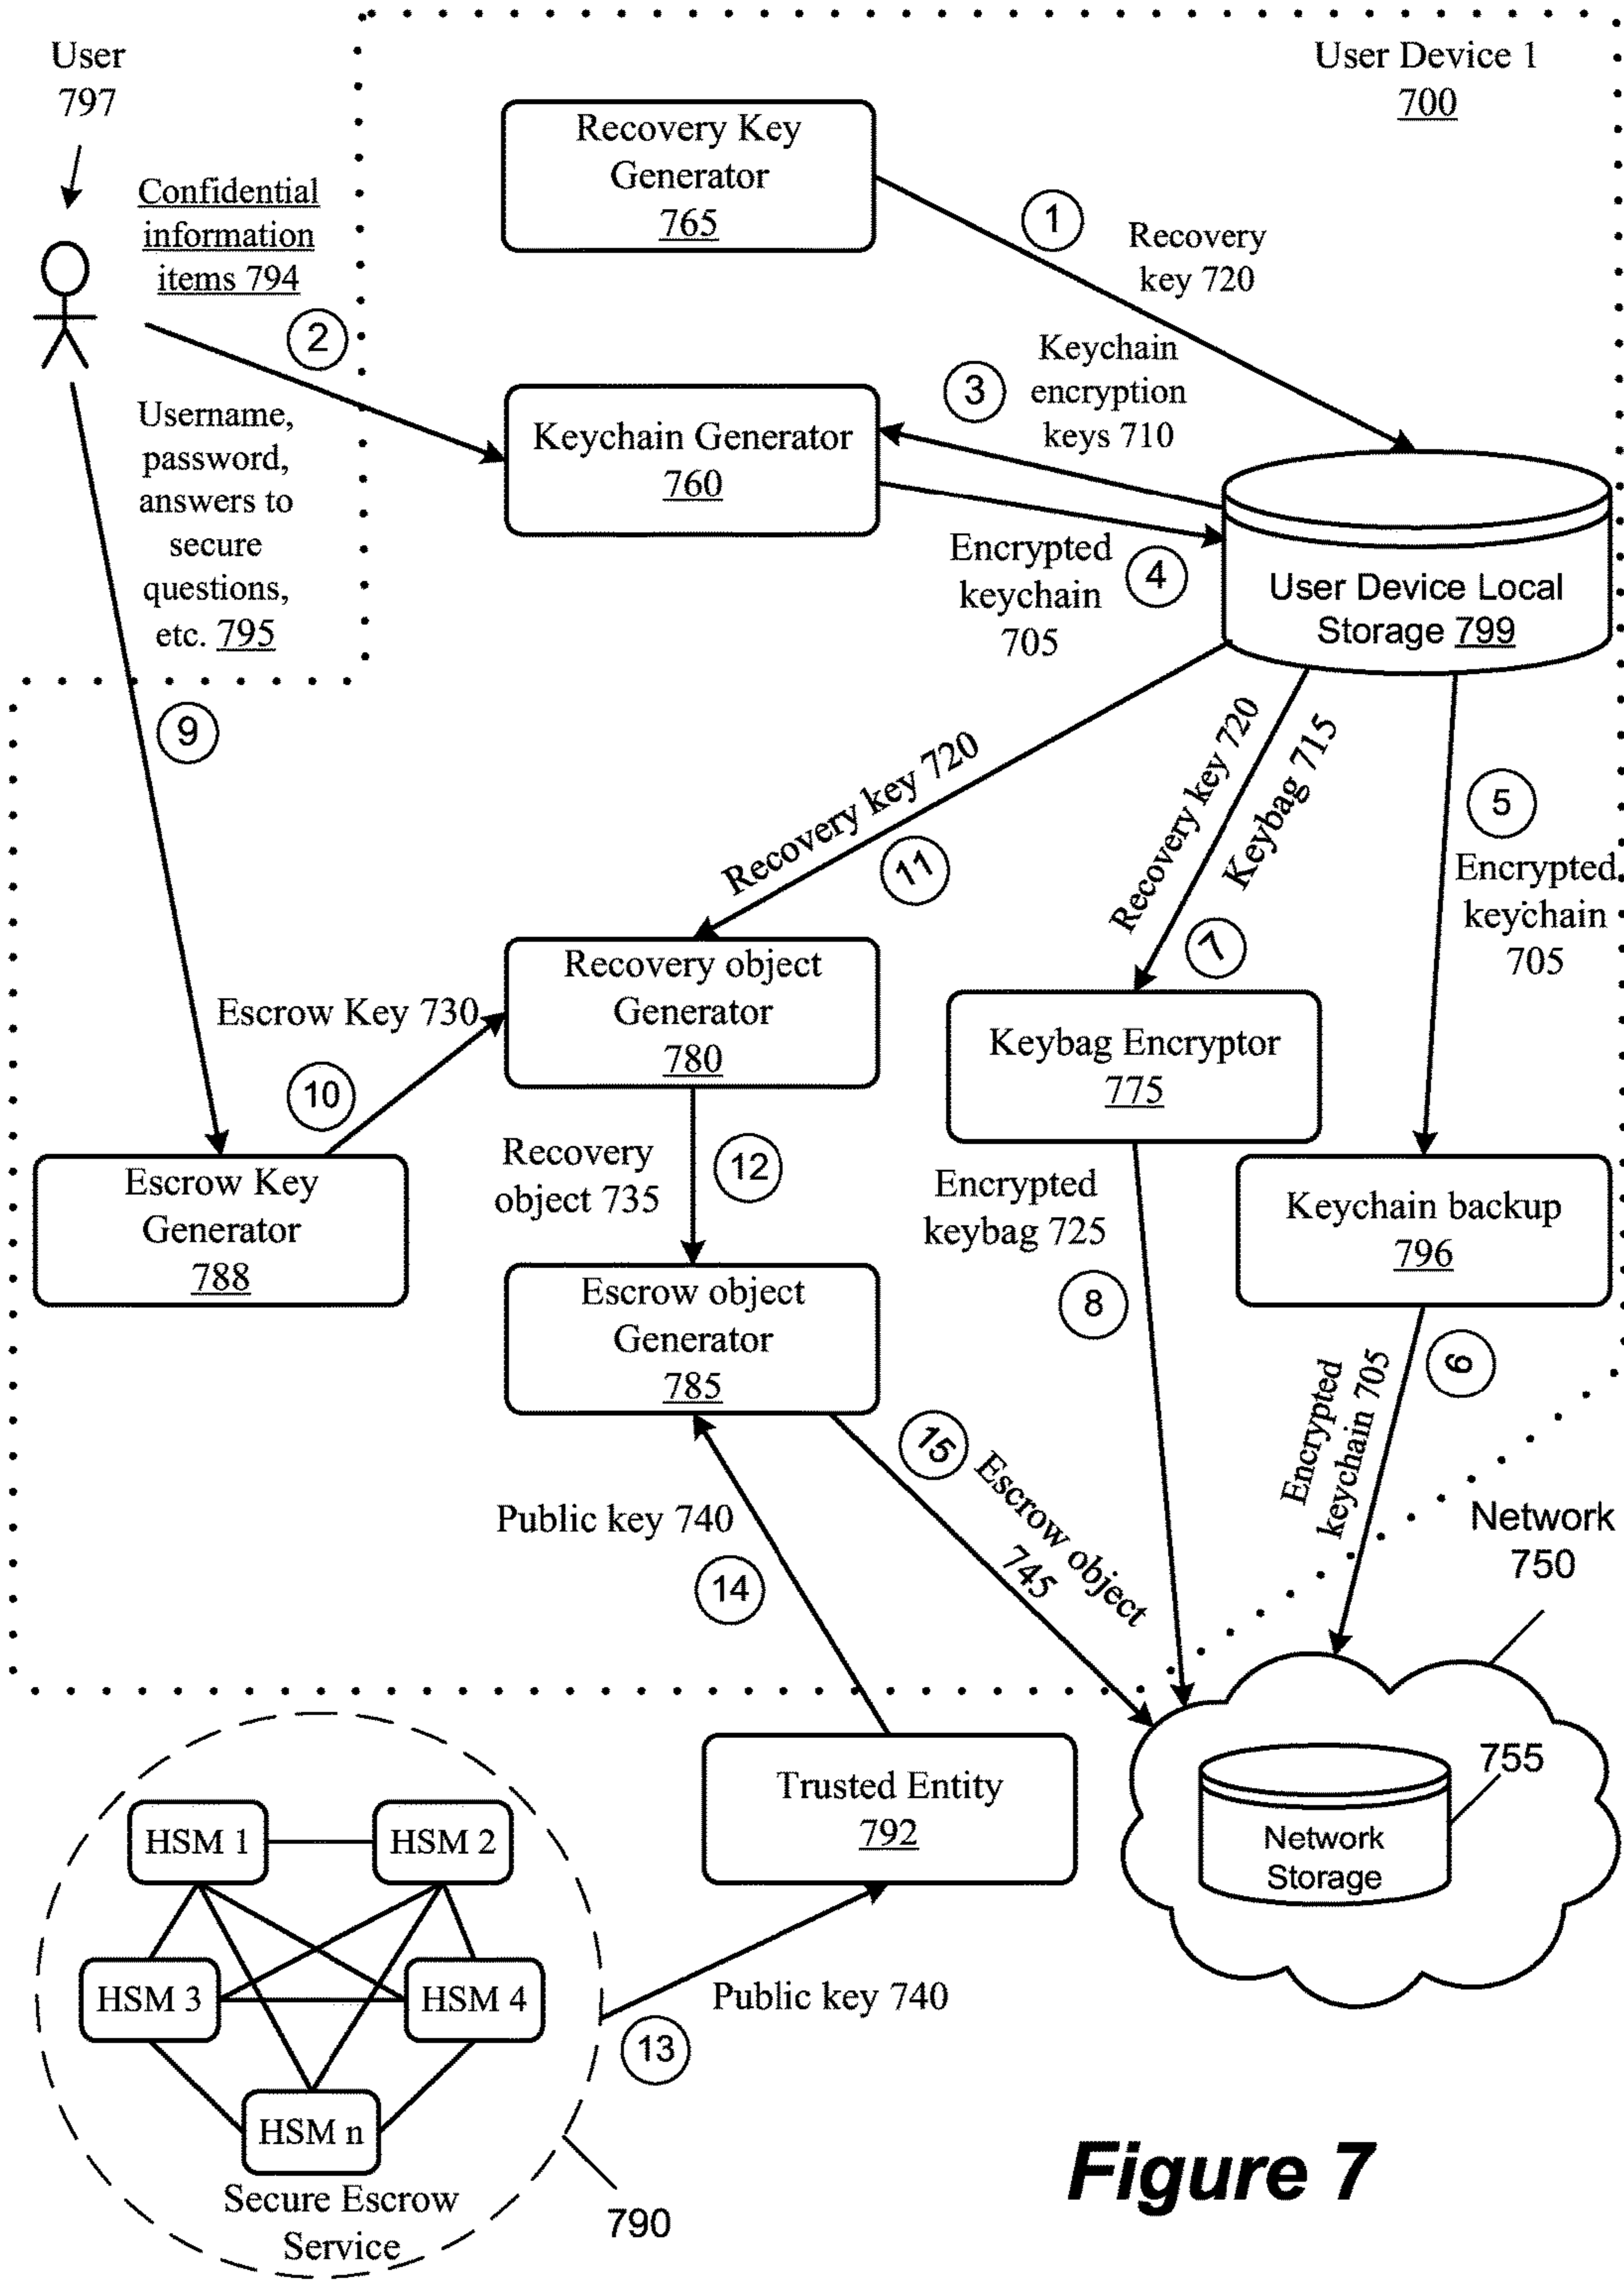 User
797
User Device 1
700
Recovery Key
Generator
765
Confidential
information
items 794
1
Recovery
key 720
2
Keychain
encryption
keys 710
3
Keychain Generator
760
Username,
password,
answers to
secure
questions,
etc. 795
Encrypted
keychain
705
4
User Device Local
Storage 799
9
Recovery key 720
11
Recovery key 720
Keybag 715
7
5
Encrypted
keychain
705
Escrow Key 730
10
Recovery object
Generator
780
Keybag Encryptor
775
Escrow Key
Generator
788
Recovery
object 735
12
Encrypted
keybag 725
8
Keychain backup
796
Escrow object
Generator
785
Encrypted
keychain 705
6
15
Escrow object
745
Public key 740
14
Network
750
Trusted Entity
792
755
Network
Storage
HSM 1
HSM 2
HSM 3
HSM 4
HSM n
Secure Escrow
Service
790
Public key 740
13
Figure 7